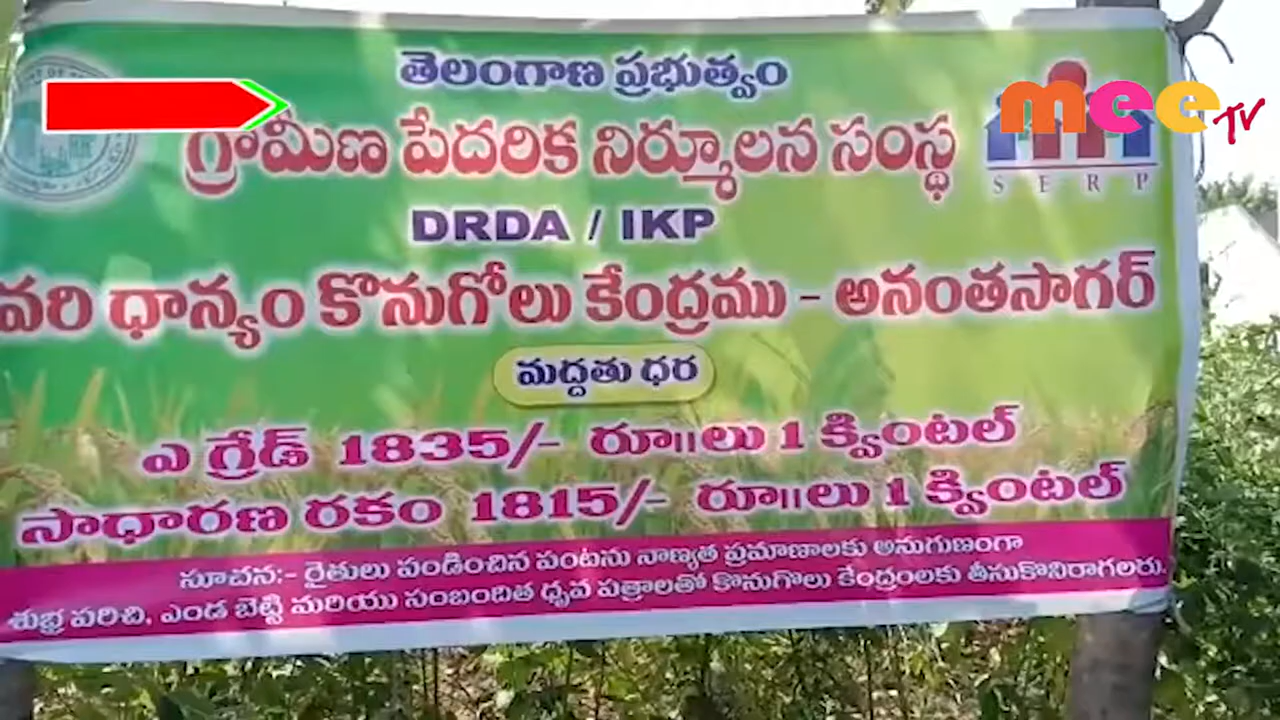 తెలంగాణ ప్రభుత్వం
mee TV
గ్రామీణ పేదరిక నిర్మూలన సంస్థ
SERP
DRDA / IKP
వరి ధాన్యం కొనుగోలు కేంద్రము - అనంతసాగర్
మద్దతు ధర
ఎ గ్రేడ్ 1835/- రూ॥లు 1 క్వింటల్
సాధారణ రకం 1815/- రూ॥లు 1 క్వింటల్
సూచన:- రైతులు పండించిన పంటను నాణ్యత ప్రమాణాలకు అనుగుణంగా
శుభ్ర పరిచి, ఎండ బెట్టి మరియు సంబందిత ధృవ పత్రాలతో కొనుగొలు కేంద్రంలకు తీసుకొనిరాగలరు.